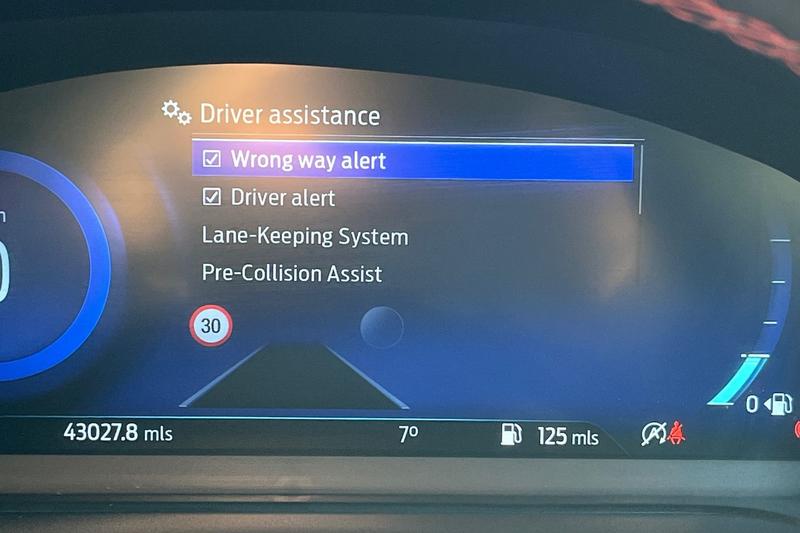 Driver assistance
Wrong way alert
Driver alert
Lane-Keeping System
Pre-Collision Assist
30
0
43027.8 mls
7º
125 mls